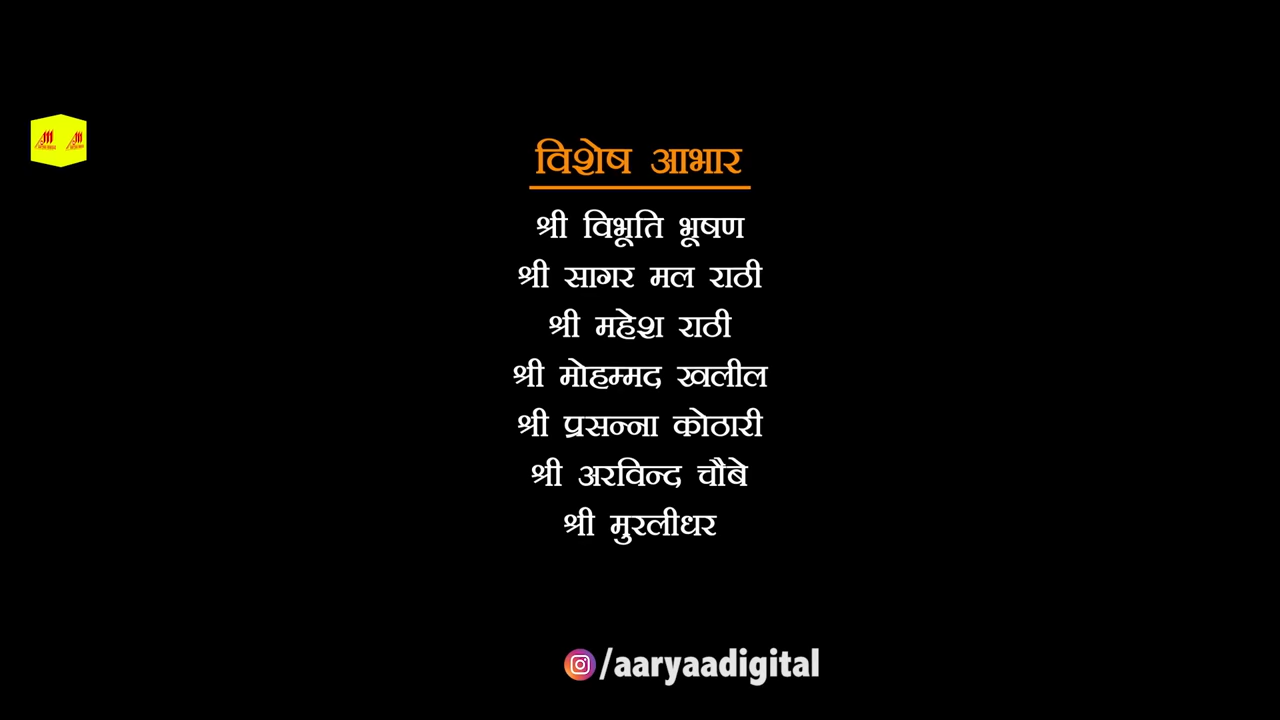 विशेष आभार
श्री विभूति भूषण
श्री सागर मल राठी
श्री महेश राठी
श्री मोहम्मद खलील
श्री प्रसन्ना कोठारी
श्री अरविन्द चौबे
श्री मुरलीधर
/aaryaadigital